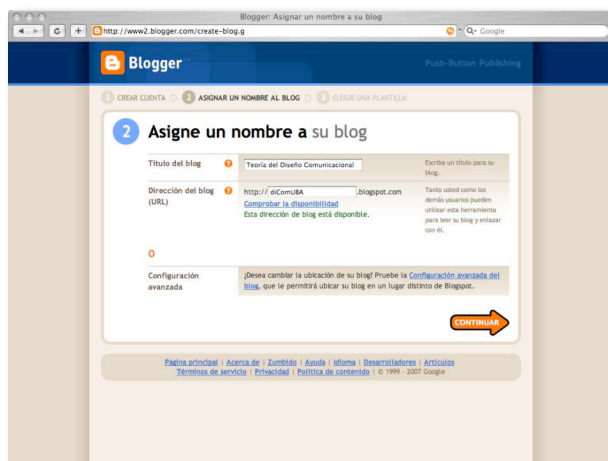 Blogger: Asignar un nombre a su blog
http://www2.blogger.com/create-blog.g
Google
Blogger
Push-Button Publishing
1 CREAR CUENTA 2 ASIGNAR UN NOMBRE AL BLOG 3 ELEGIR UNA PLANTILLA
2 Asigne un nombre a su blog
Título del blog
Teoría del Diseño Comunicacional
Escriba un título para su
blog.
Dirección del blog
(URL)
http:// diComUBA .blogspot.com
Comprobar la disponibilidad
Esta dirección de blog está disponible.
Tanto usted como los
demás usuarios pueden
utilizar esta herramienta
para leer su blog y enlazar
con él.
O
Configuración
avanzada
¿Desea cambiar la ubicación de su blog? Pruebe la Configuración avanzada del
blog, que le permitirá ubicar su blog en un lugar distinto de Blogspot.
CONTINUAR
Página principal | Acerca de | Zumbido | Ayuda | Idioma | Desarrolladores | Artículos
Términos de servicio | Privacidad | Política de contenido | © 1999 - 2007 Google